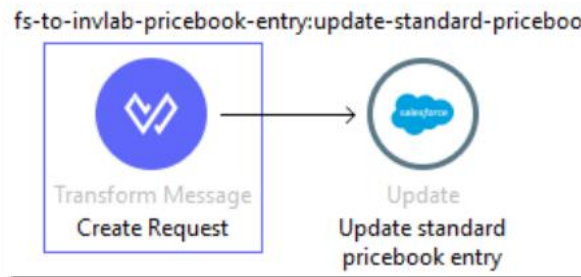 fs-to-invlab-pricebook-entry:update-standard-priceboo
salesforce
Transform Message
Update
Create Request
Update standard
pricebook entry